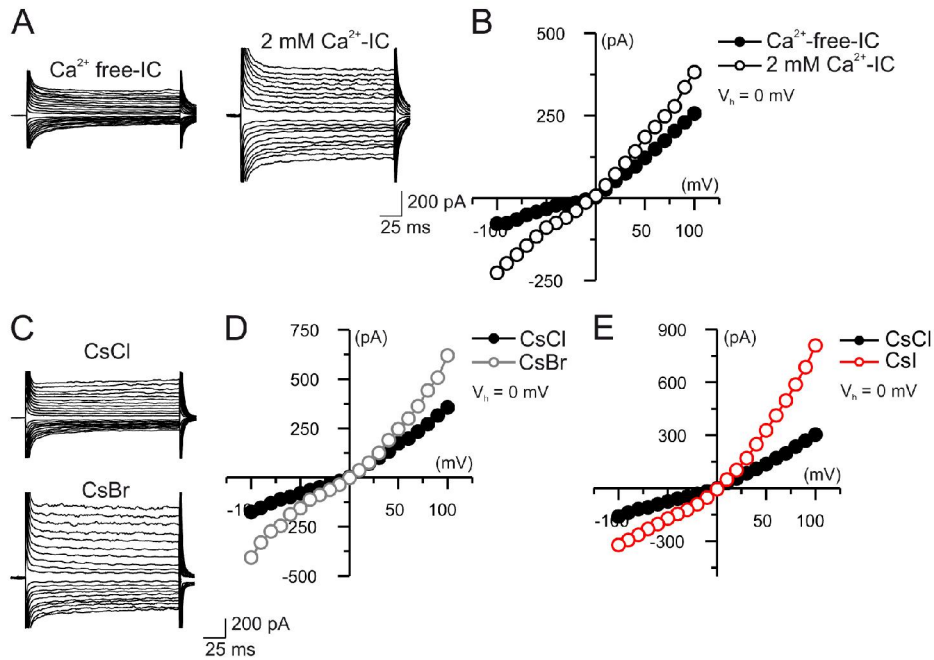 A
Ca²⁺ free-IC
2 mM Ca²⁺-IC
200 pA
25 ms
B
(pA)
500
250
-250
(mV)
-100
50
100
Ca²⁺-free-IC
2 mM Ca²⁺-IC
Vₕ = 0 mV
C
CsCl
CsBr
200 pA
25 ms
D
(pA)
750
500
250
-250
-500
(mV)
-100
50
100
CsCl
CsBr
Vₕ = 0 mV
E
(pA)
900
600
300
-300
(mV)
-100
50
100
CsCl
CsI
Vₕ = 0 mV